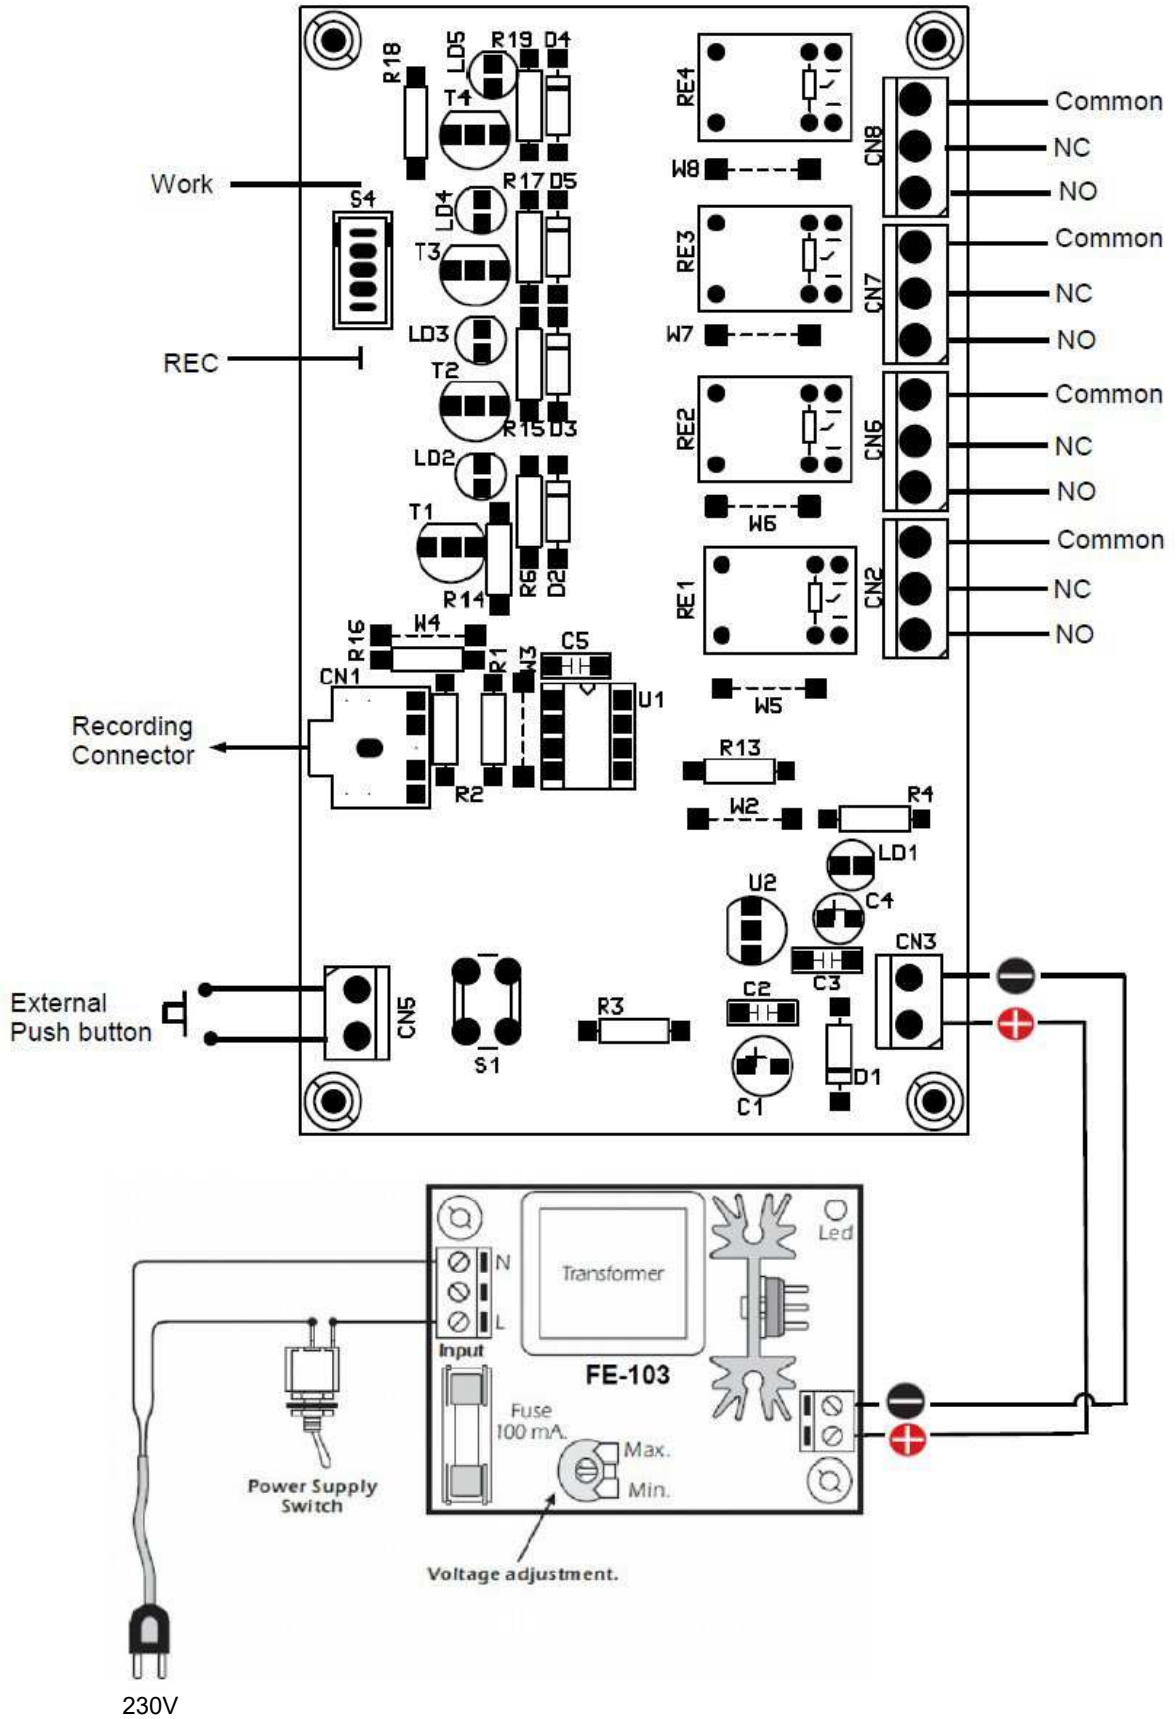 LD5
R19
D4
R18
T4
RE4
Common
CN8
NC
W8
NO
Work
S4
R17
D5
LD4
T3
RE3
Common
CN7
NC
W7
NO
LD3
REC
T2
RE2
Common
CN6
NC
R15
D3
NO
LD2
W6
T1
RE1
Common
CN2
NC
R14
R6
D2
NO
R16
W4
R1
W3
C5
CN1
U1
W5
Recording
Connector
R13
R2
W2
R4
LD1
U2
C4
CN3
C3
External
Push button
CN5
S1
R3
C2
C1
D1
N
Transformer
Led
L
Input
FE-103
Fuse
100 mA.
Max.
Min.
Power Supply
Switch
Voltage adjustment.
230V